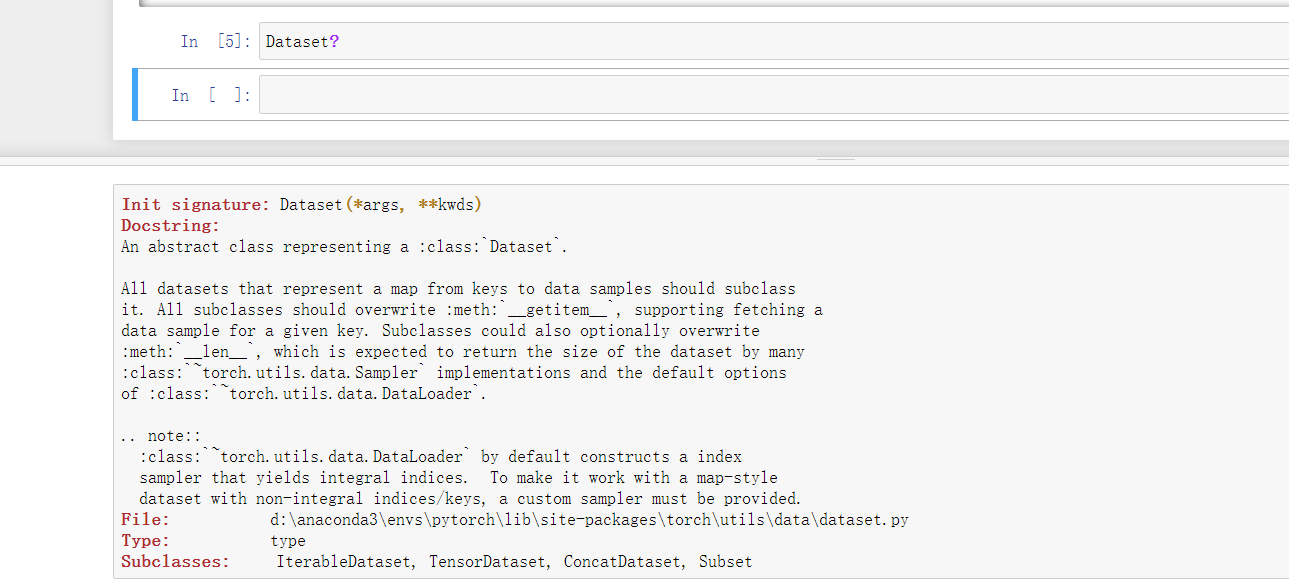 In [5]: Dataset?
In [ ]:
Init signature: Dataset(*args, **kwds)
Docstring:
An abstract class representing a :class:`Dataset`.
All datasets that represent a map from keys to data samples should subclass
it. All subclasses should overwrite :meth:`__getitem__`, supporting fetching a
data sample for a given key. Subclasses could also optionally overwrite
:meth:`__len__`, which is expected to return the size of the dataset by many
:class:`~torch.utils.data.Sampler` implementations and the default options
of :class:`~torch.utils.data.DataLoader`.
.. note::
:class:`~torch.utils.data.DataLoader` by default constructs a index
sampler that yields integral indices.  To make it work with a map-style
dataset with non-integral indices/keys, a custom sampler must be provided.
File: d:\anaconda3\envs\pytorch\lib\site-packages\torch\utils\data\dataset.py
Type: type
Subclasses: IterableDataset, TensorDataset, ConcatDataset, Subset